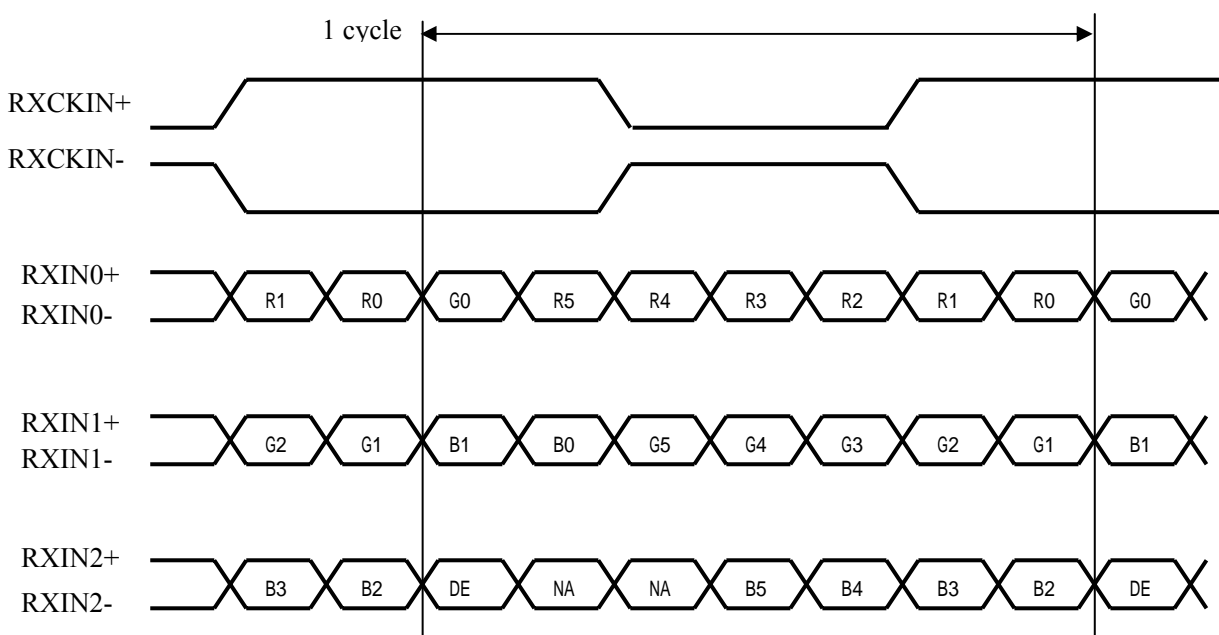 1 cycle
RXCKIN+
RXCKIN-
RXIN0+
RXIN0-
R1 R0 G0 R5 R4 R3 R2 R1 R0 G0
RXIN1+
RXIN1-
G2 G1 B1 B0 G5 G4 G3 G2 G1 B1
RXIN2+
RXIN2-
B3 B2 DE NA NA B5 B4 B3 B2 DE